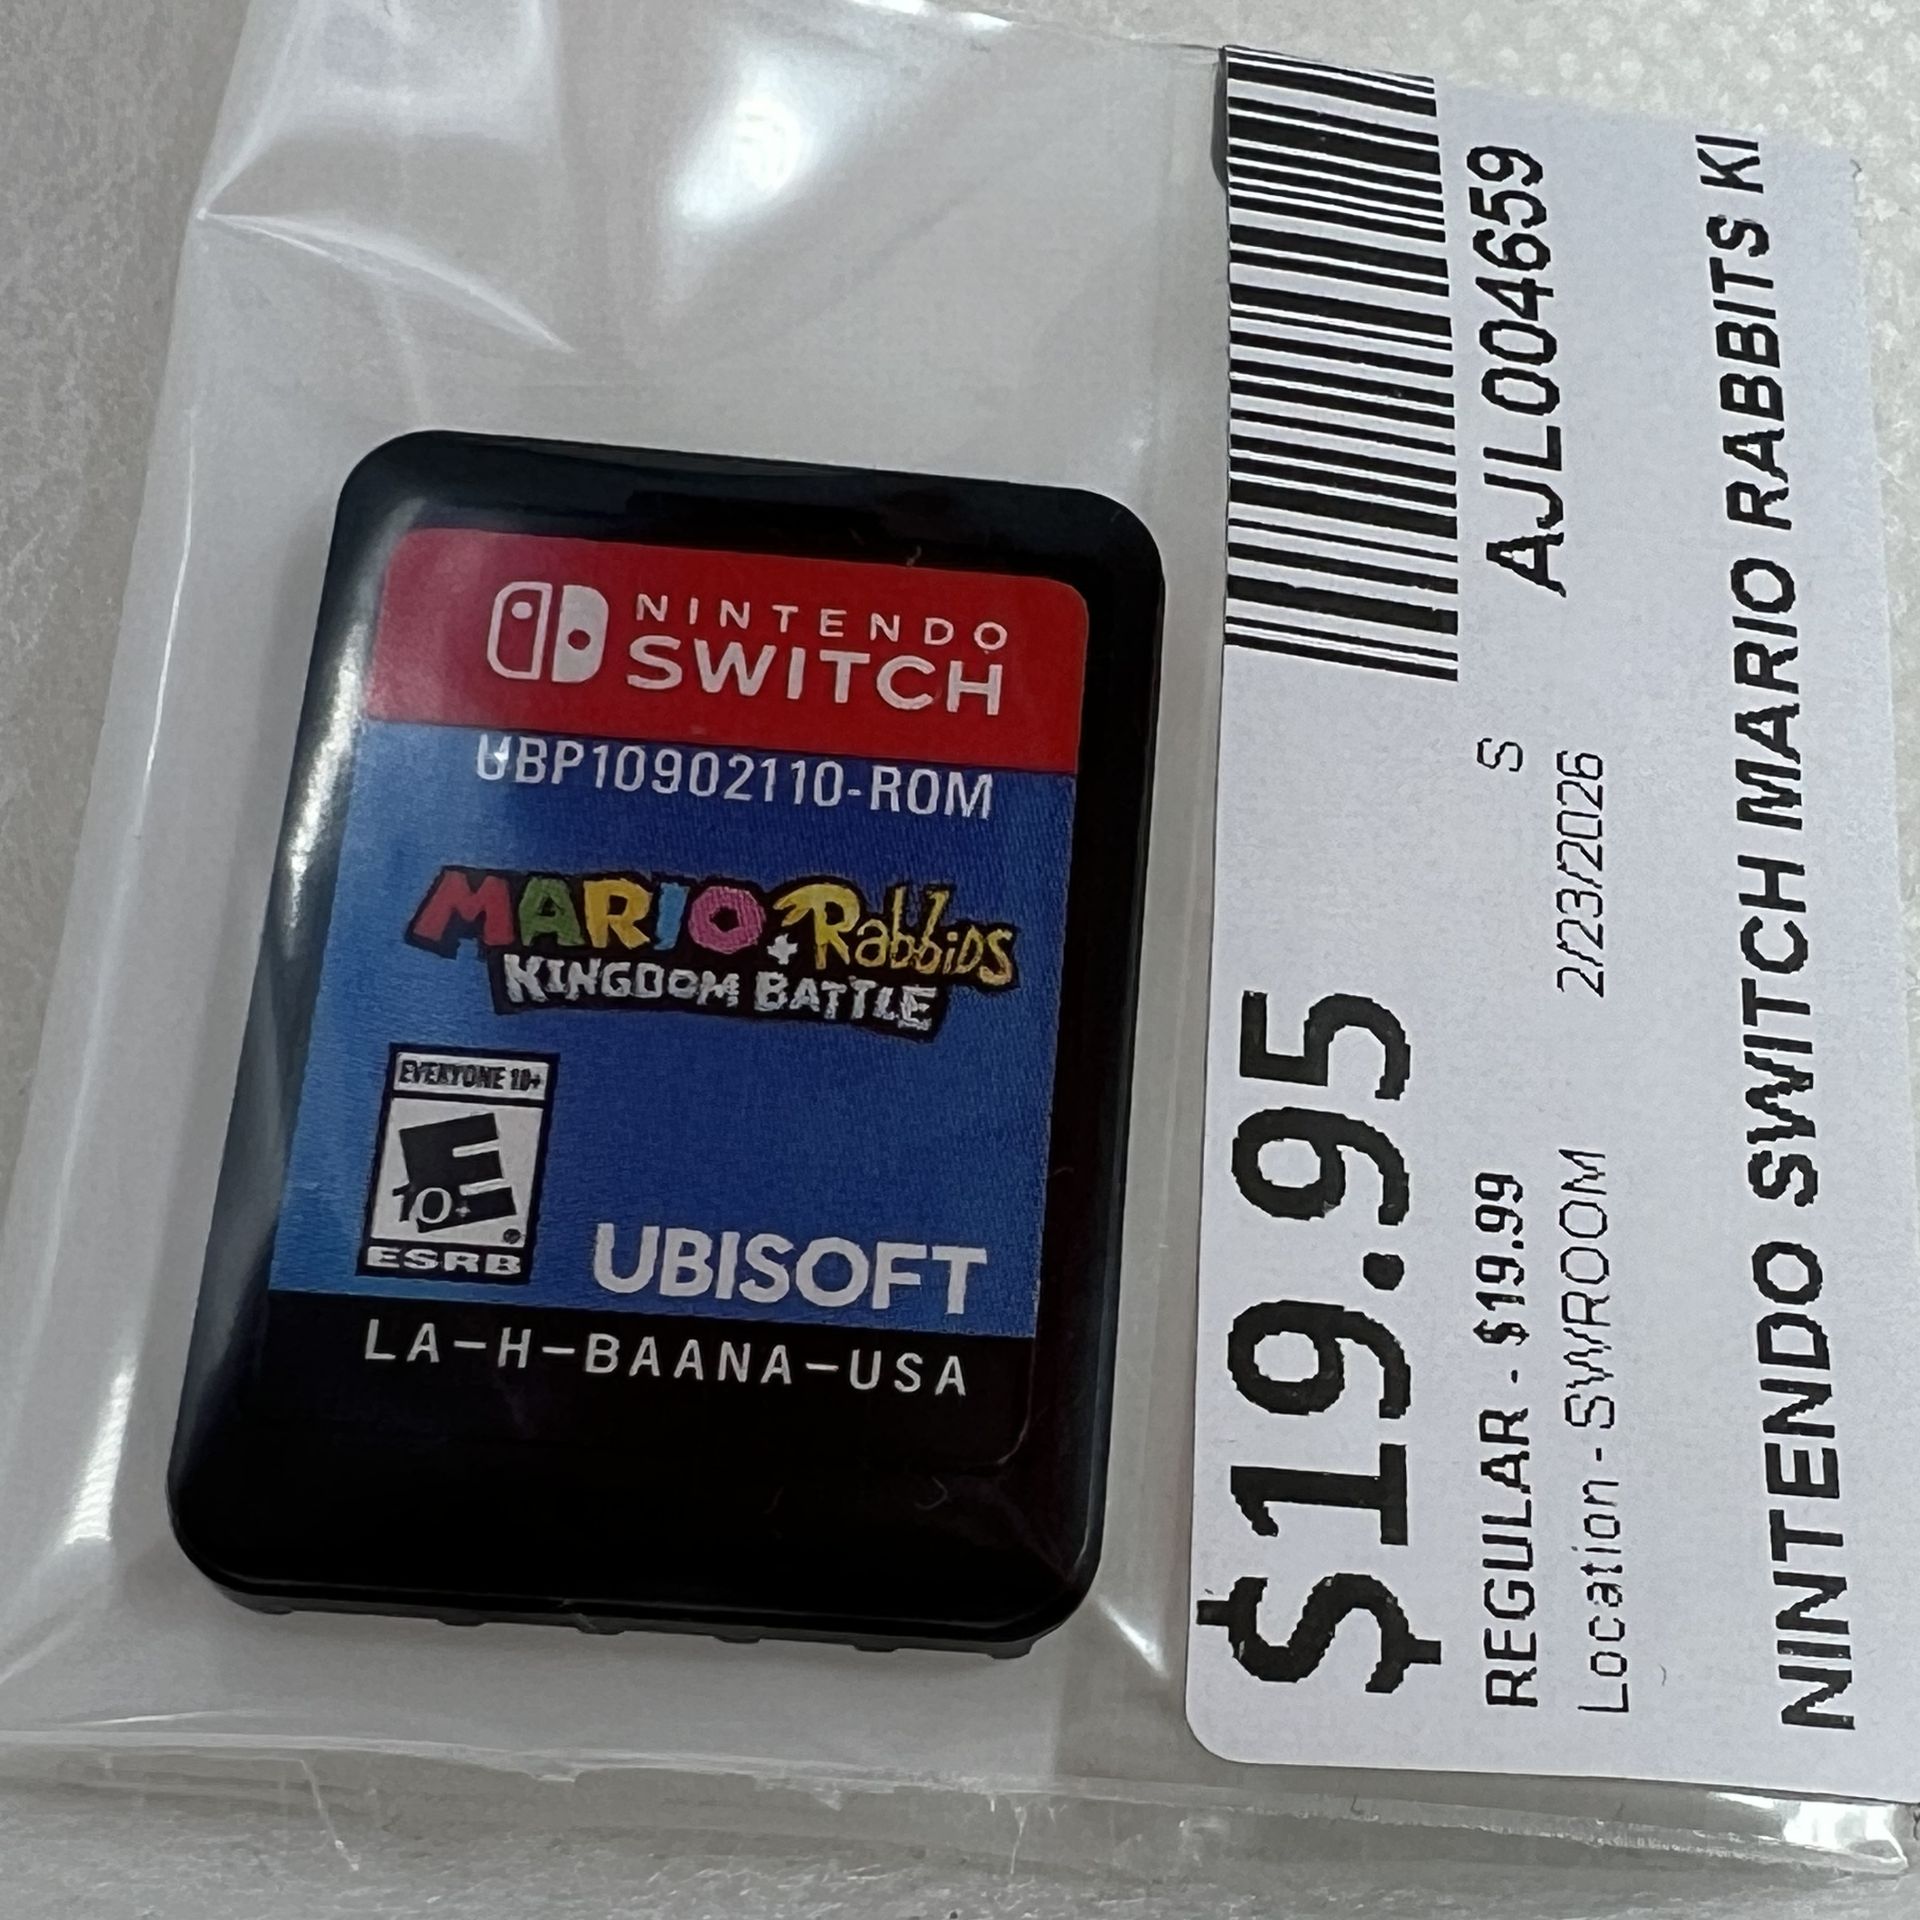 NINTENDO
SWITCH
UBP10902110-ROM
MARIO + Rabbids
KINGDOM BATTLE
EVERYONE 10+
E
10+
ESRB
UBISOFT
LA-H-BAANA-USA
$19.95
AJL004659
REGULAR - $19.99
S
Location - SWROOM
2/23/2026
NINTENDO SWITCH MARIO RABBITS KI